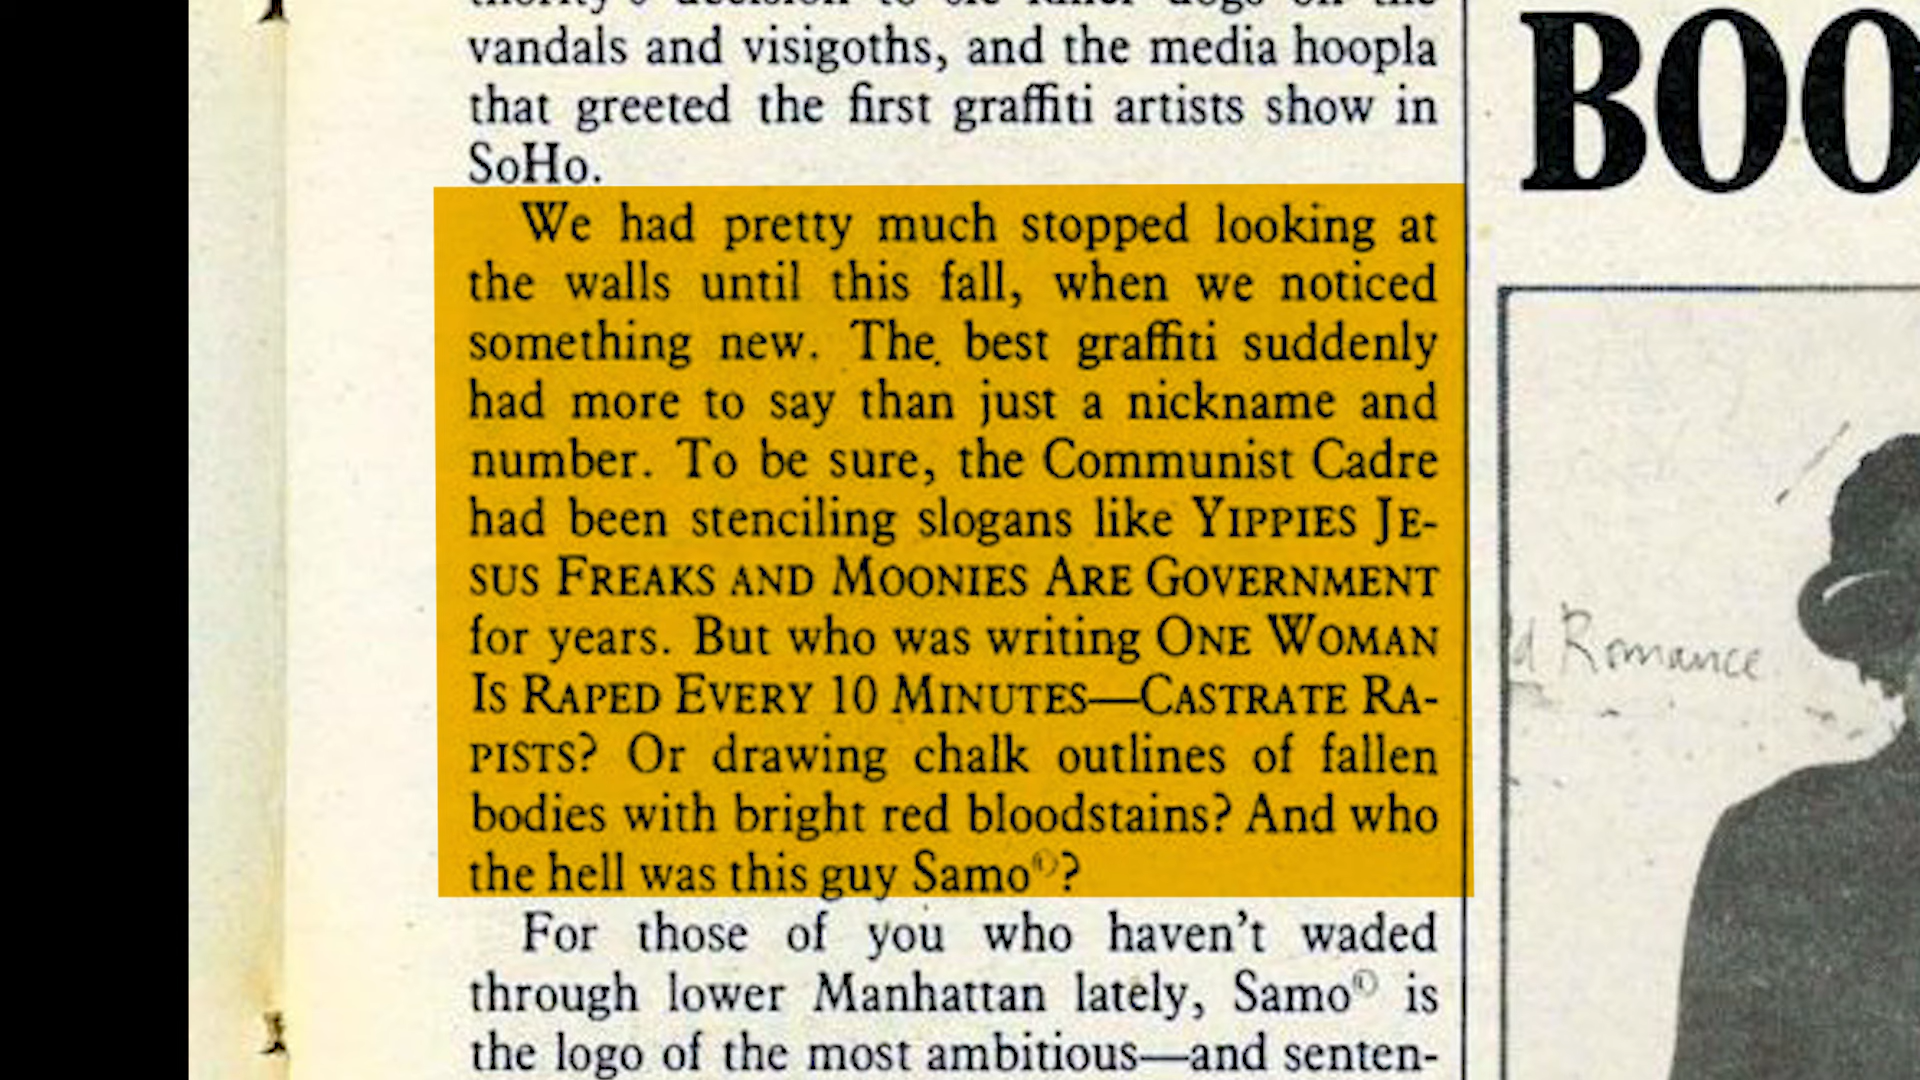 vandals and visigoths, and the media hoopla
that greeted the first graffiti artists show in
SoHo.
We had pretty much stopped looking at
the walls until this fall, when we noticed
something new. The best graffiti suddenly
had more to say than just a nickname and
number. To be sure, the Communist Cadre
had been stenciling slogans like YIPPIES JE-
SUS FREAKS AND MOONIES ARE GOVERNMENT
for years. But who was writing ONE WOMAN
IS RAPED EVERY 10 MINUTES—CASTRATE RA-
PISTS? Or drawing chalk outlines of fallen
bodies with bright red bloodstains? And who
the hell was this guy Samo©?
For those of you who haven't waded
through lower Manhattan lately, Samo© is
the logo of the most ambitious—and senten-
BOO
Romance